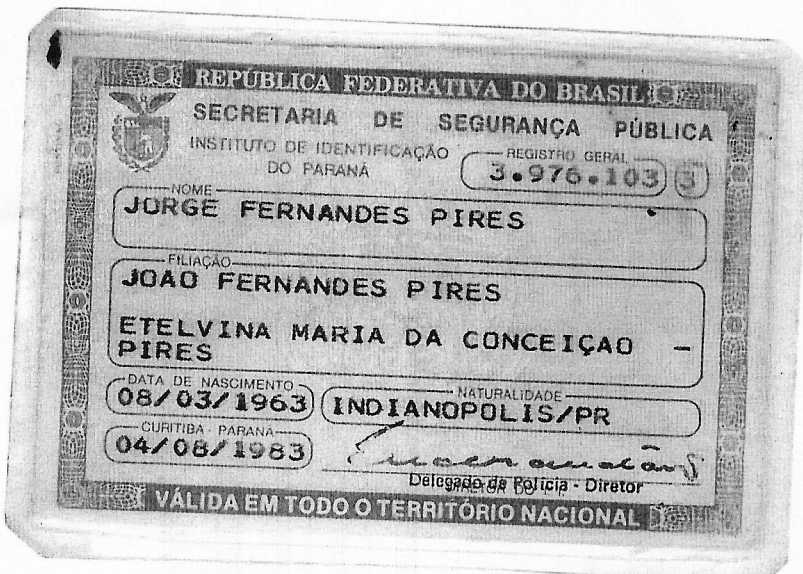 REPÚBLICA FEDERATIVA DO BRASIL
SECRETARIA DE SEGURANÇA PÚBLICA
INSTITUTO DE IDENTIFICAÇÃO
DO PARANÁ
REGISTRO GERAL
3.976.103 3
NOME
JORGE FERNANDES PIRES
FILIAÇÃO
JOAO FERNANDES PIRES
ETELVINA MARIA DA CONCEIÇAO -
PIRES
DATA DE NASCIMENTO
08/03/1963
NATURALIDADE
INDIANOPOLIS/PR
CURITIBA - PARANÁ
04/08/1983
Delegado de Polícia - Diretor
VÁLIDA EM TODO O TERRITÓRIO NACIONAL